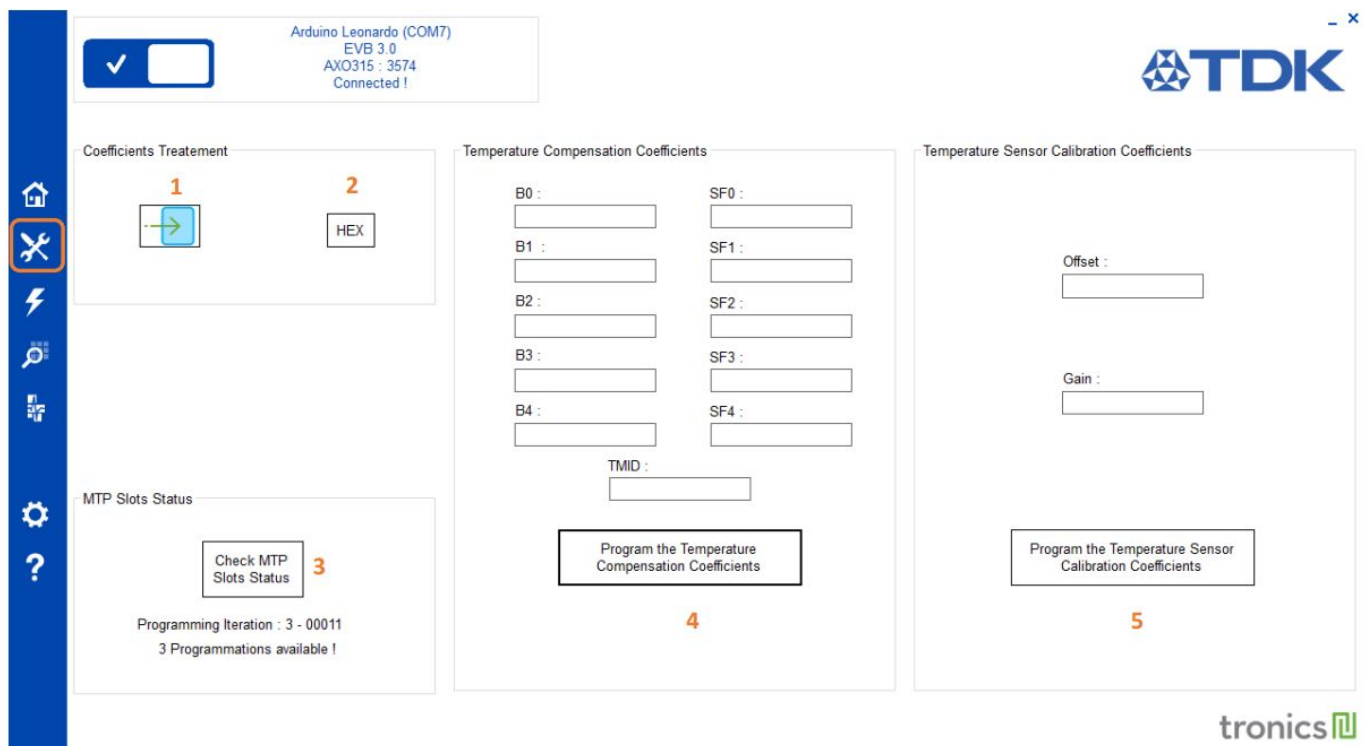 Arduino Leonardo (COM7)
EVB 3.0
AXO315 : 3574
Connected !
TDK
Coefficients Treatement
1
2
HEX
Temperature Compensation Coefficients
B0 :
SF0 :
B1 :
SF1 :
B2 :
SF2 :
B3 :
SF3 :
B4 :
SF4 :
TMID :
Program the Temperature
Compensation Coefficients
4
Temperature Sensor Calibration Coefficients
Offset :
Gain :
Program the Temperature Sensor
Calibration Coefficients
5
MTP Slots Status
Check MTP
Slots Status
3
Programming Iteration : 3 - 00011
3 Programmations available !
?
tronics